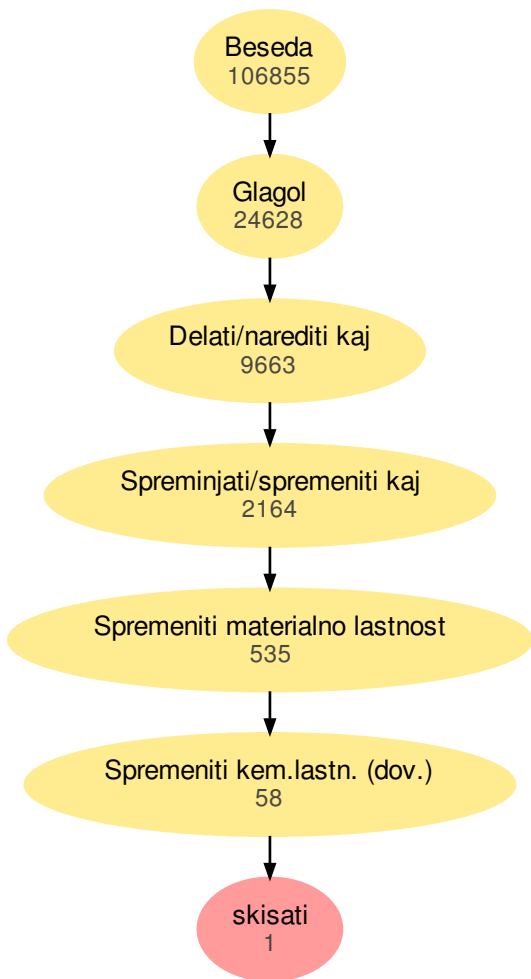 Beseda
106855
Glagol
24628
Delati/narediti kaj
9663
Spreminjati/spremeniti kaj
2164
Spremeniti materialno lastnost
535
Spremeniti kem.lastn. (dov.)
58
skisati
1